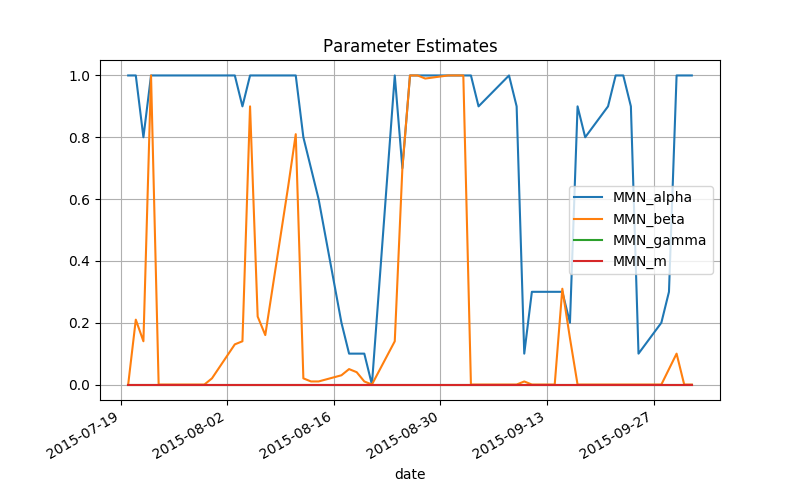 Parameter Estimates
1.0
0.8
0.6
0.4
0.2
0.0
MMN_alpha
MMN_beta
MMN_gamma
MMN_m
2015-07-19
2015-08-02
2015-08-16
2015-08-30
2015-09-13
2015-09-27
date